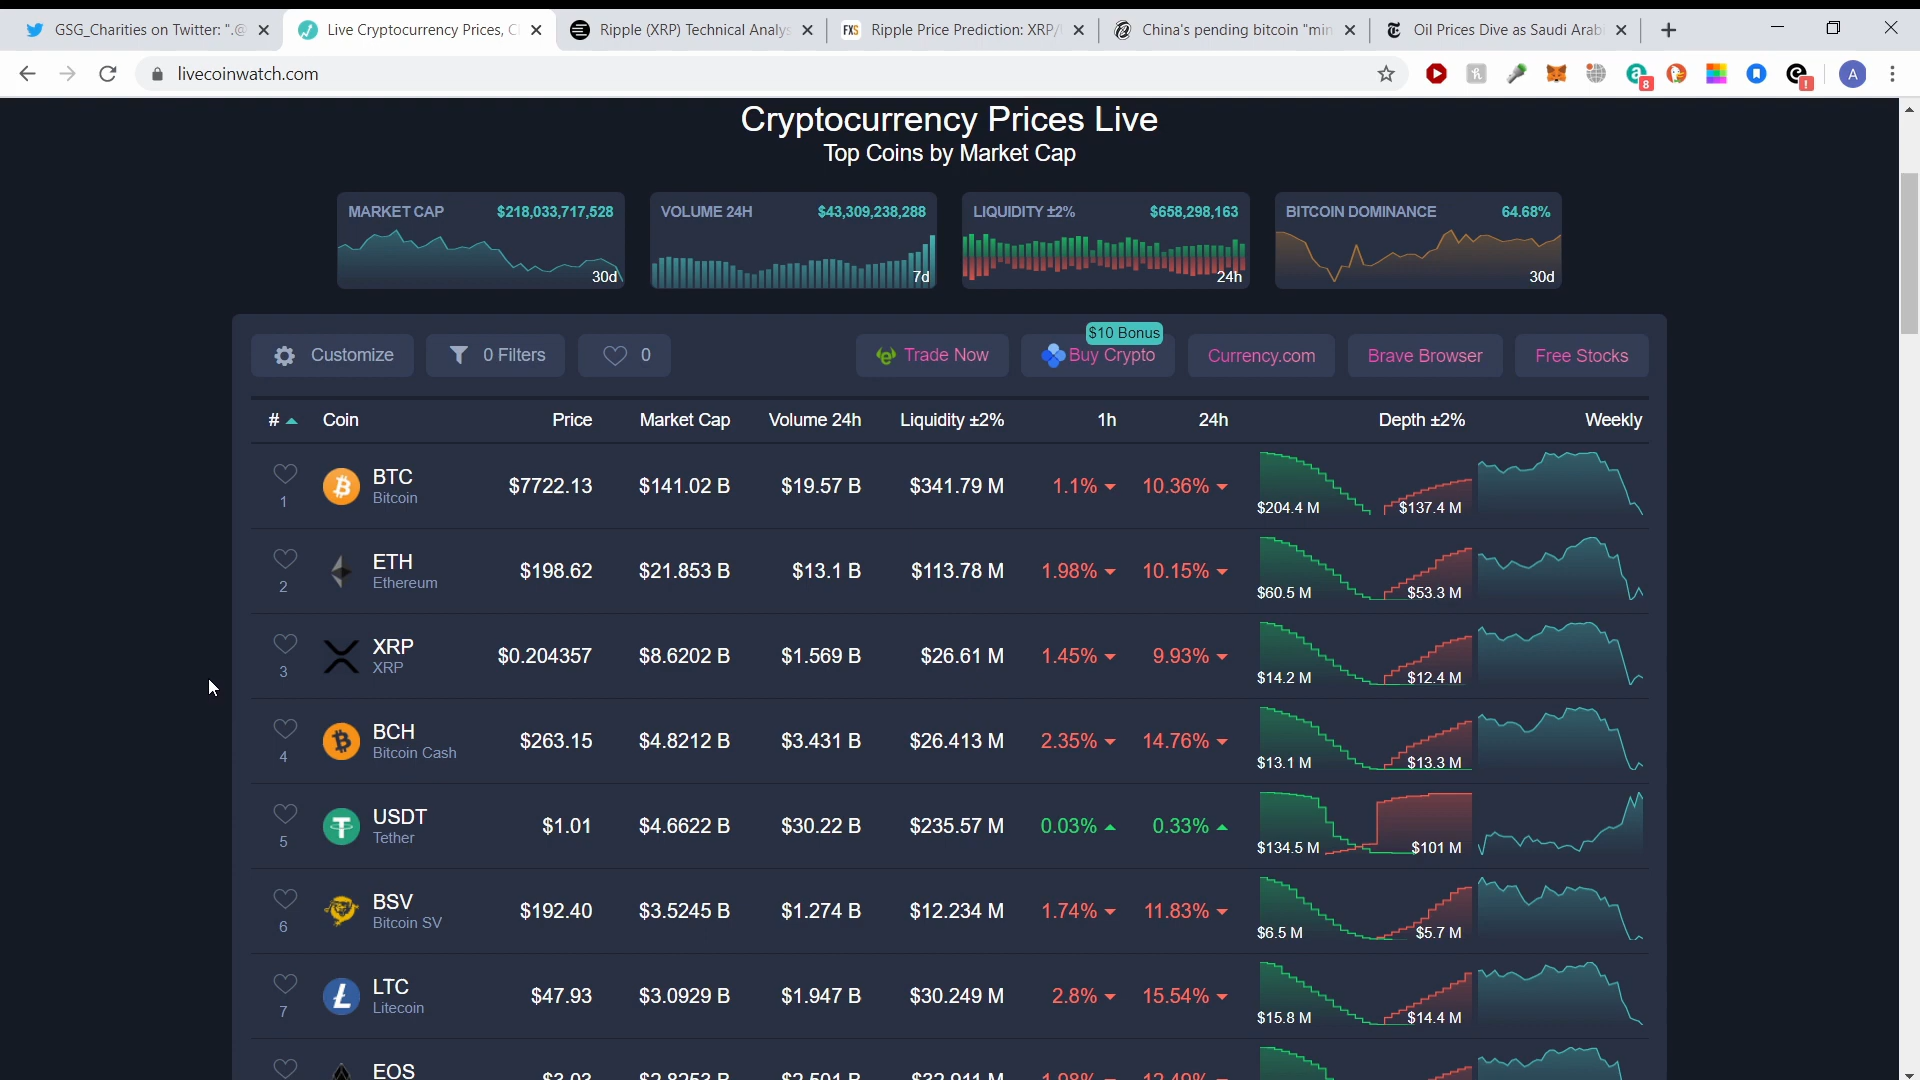 GSG_Charities on Twitter: ".@
Live Cryptocurrency Prices, C
Ripple (XRP) Technical Analys
FXS Ripple Price Prediction: XRP/
China's pending bitcoin "min
Oil Prices Dive as Saudi Arab
livecoinwatch.com
8
!
A
Cryptocurrency Prices Live
Top Coins by Market Cap
MARKET CAP $218,033,717,528
30d
VOLUME 24H $43,309,238,288
7d
LIQUIDITY ±2% $658,298,163
24h
BITCOIN DOMINANCE 64.68%
30d
$10 Bonus
Customize 0 Filters 0 Trade Now Buy Crypto Currency.com Brave Browser Free Stocks
# Coin Price Market Cap Volume 24h Liquidity ±2% 1h 24h Depth ±2% Weekly
1 BTC Bitcoin $7722.13 $141.02 B $19.57 B $341.79 M 1.1% 10.36% $204.4 M $137.4 M
2 ETH Ethereum $198.62 $21.853 B $13.1 B $113.78 M 1.98% 10.15% $60.5 M $53.3 M
3 XRP XRP $0.204357 $8.6202 B $1.569 B $26.61 M 1.45% 9.93% $14.2 M $12.4 M
4 BCH Bitcoin Cash $263.15 $4.8212 B $3.431 B $26.413 M 2.35% 14.76% $13.1 M $13.3 M
5 USDT Tether $1.01 $4.6622 B $30.22 B $235.57 M 0.03% 0.33% $134.5 M $101 M
6 BSV Bitcoin SV $192.40 $3.5245 B $1.274 B $12.234 M 1.74% 11.83% $6.5 M $5.7 M
7 LTC Litecoin $47.93 $3.0929 B $1.947 B $30.249 M 2.8% 15.54% $15.8 M $14.4 M
EOS